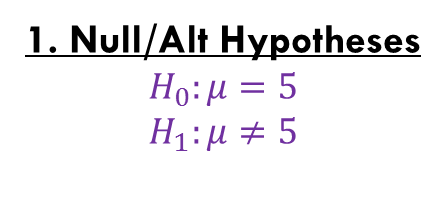 1. Null/Alt Hypotheses
H₀: μ = 5
H₁: μ ≠ 5